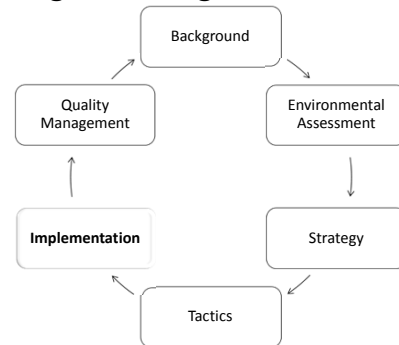 Background
Quality
Management
Environmental
Assessment
Implementation
Strategy
Tactics